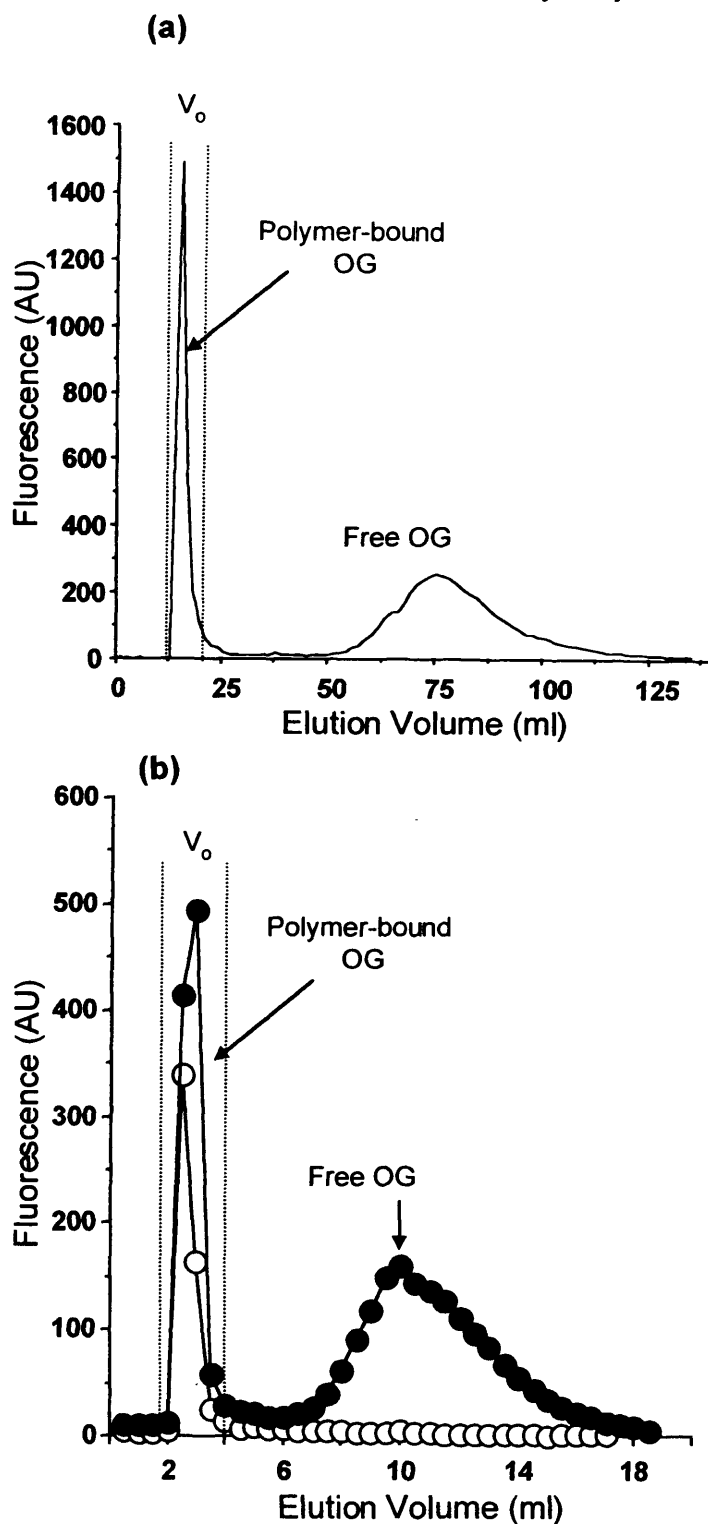 (a)
V₀
1600
1400
1200
1000
800
600
400
200
0
Fluorescence (AU)
Polymer-bound
OG
Free OG
0 25 50 75 100 125
Elution Volume (ml)
(b)
V₀
600
500
400
300
200
100
0
Fluorescence (AU)
Polymer-bound
OG
Free OG
2 6 10 14 18
Elution Volume (ml)